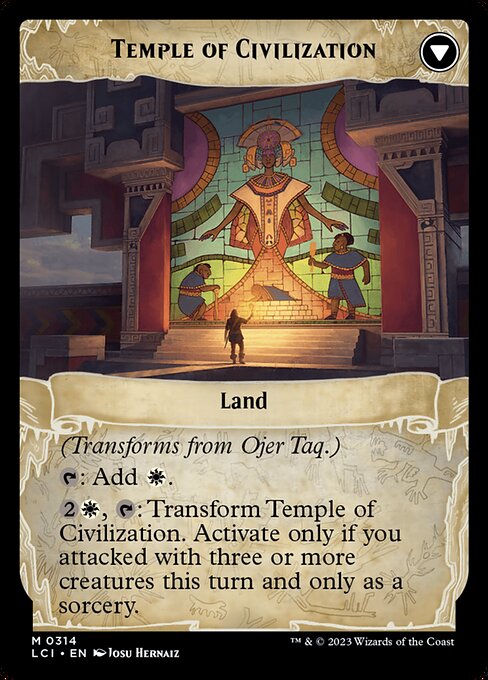 Temple of Civilization
Land
(Transforms from Ojer Taq.)
: Add .
2, : Transform Temple of
Civilization. Activate only if you
attacked with three or more
creatures this turn and only as a
sorcery.
M 0314
LCI • EN Josu Hernaiz
™ & © 2023 Wizards of the Coast